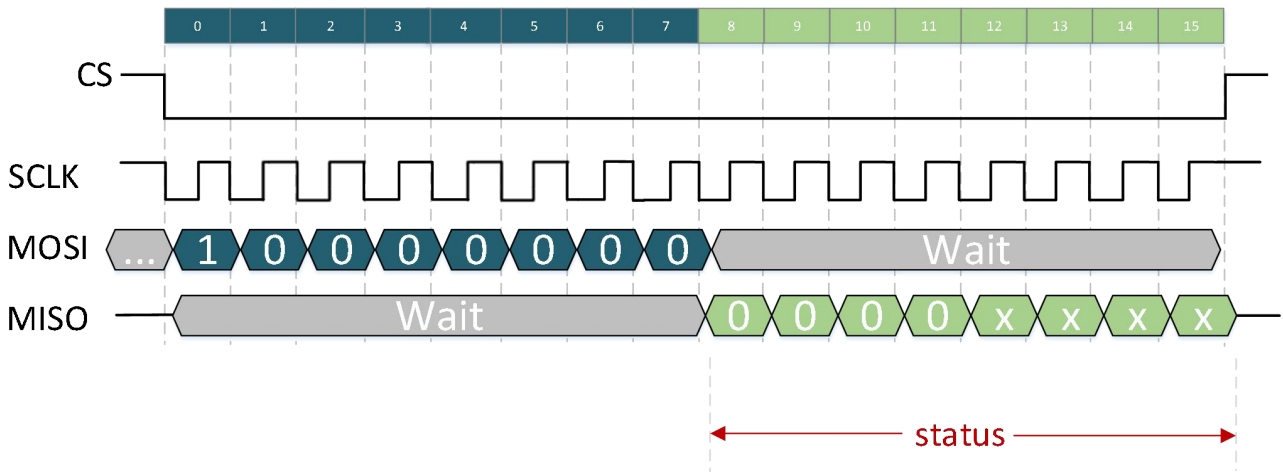 0 1 2 3 4 5 6 7 8 9 10 11 12 13 14 15
CS
SCLK
MOSI ... 1 0 0 0 0 0 0 0 Wait
MISO Wait 0 0 0 0 x x x x
status